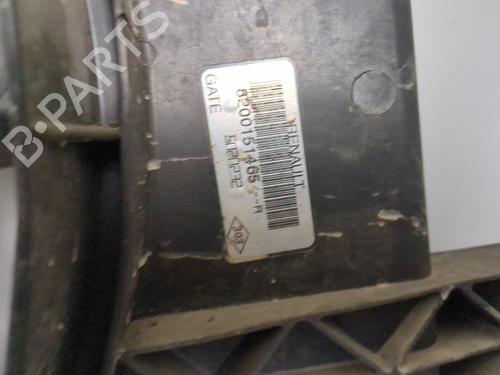 RENAULT
8200151465/-A
GATE
B-PARTS